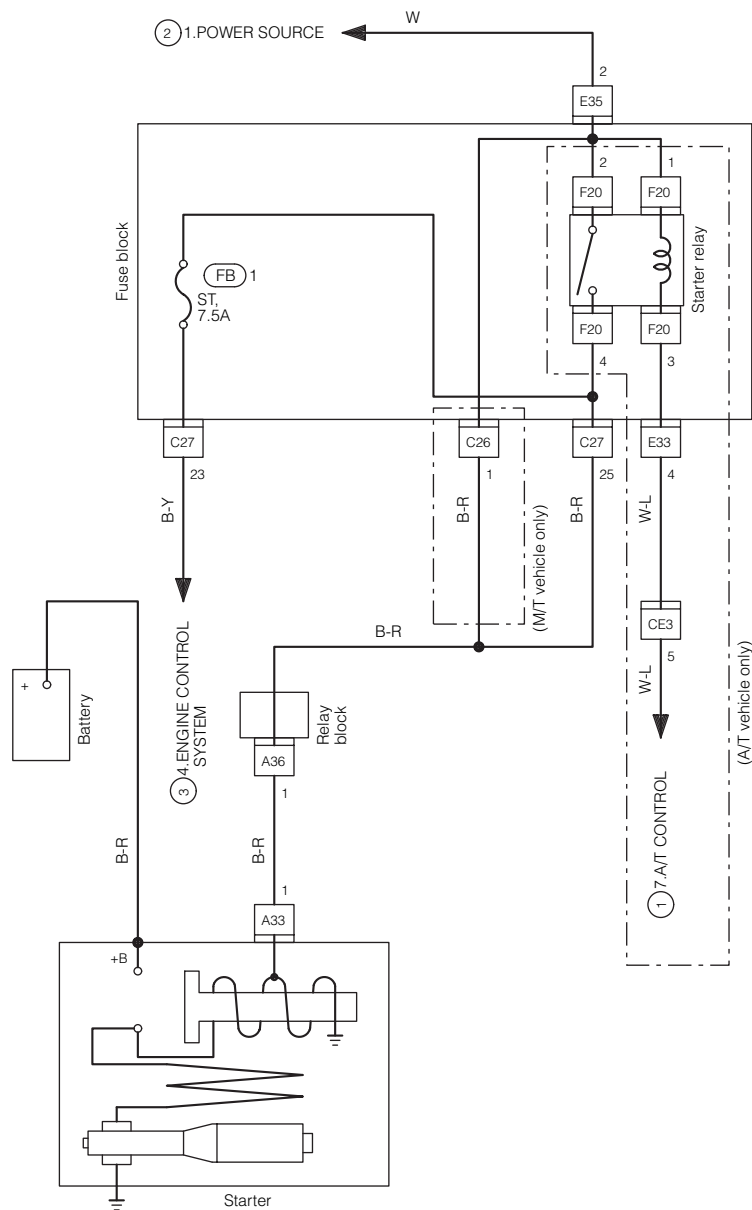 W
2 1.POWER SOURCE
2
E35
2
1
F20
F20
Fuse block
FB 1
ST,
7.5A
Starter relay
F20
F20
4
3
C27
C26
C27
E33
23
1
25
4
B-Y
B-R
B-R
W-L
(M/T vehicle only)
CE3
B-R
5
W-L
(A/T vehicle only)
+
Battery
3 4.ENGINE CONTROL
SYSTEM
Relay
block
A36
1
1 7.A/T CONTROL
B-R
B-R
1
A33
+B
Starter